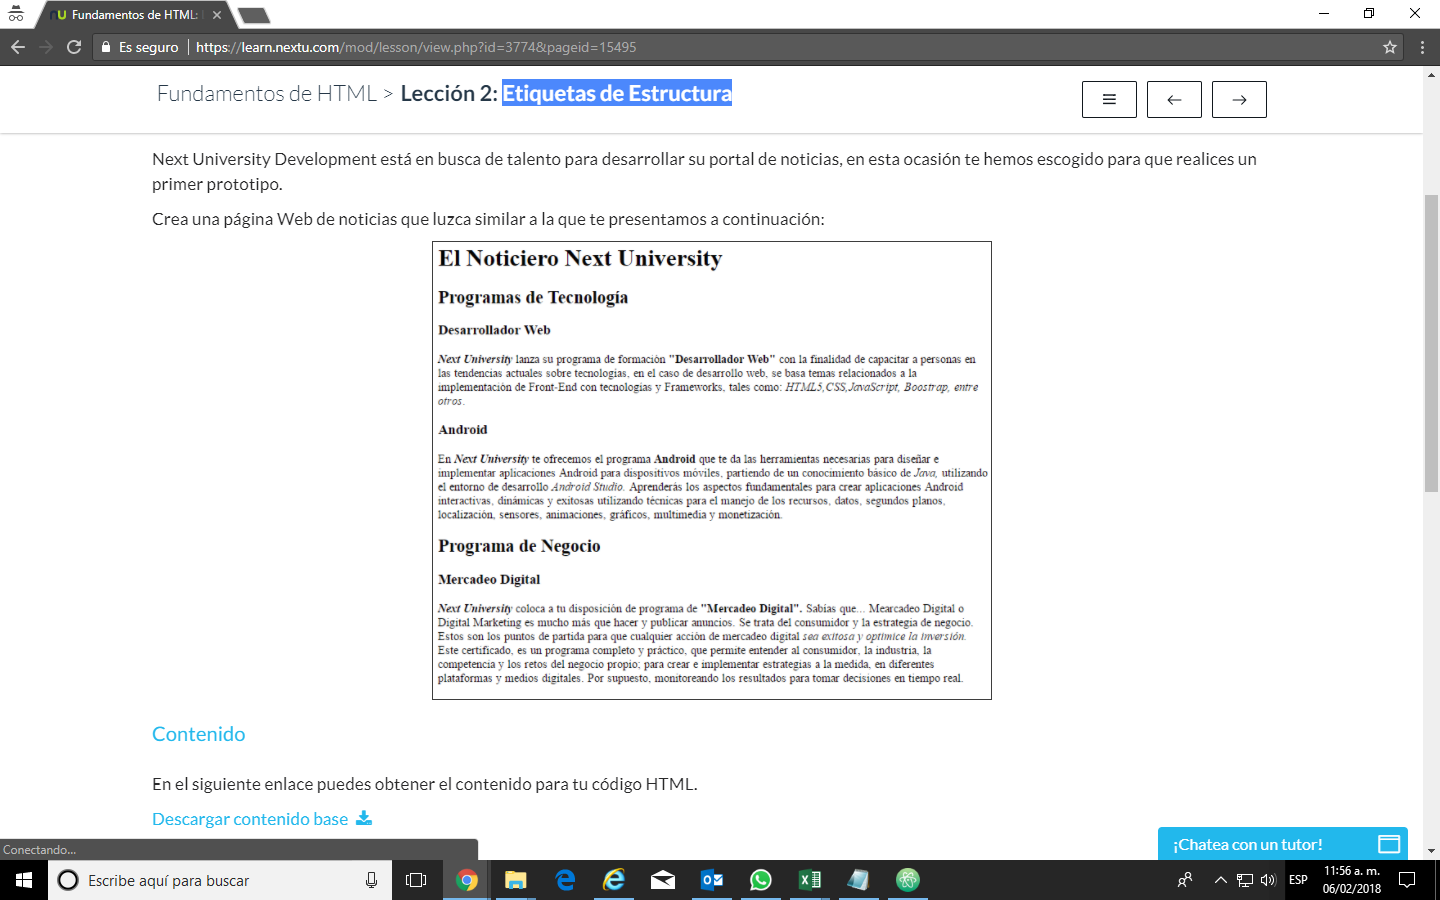 Fundamentos de HTML:
Es seguro
https://learn.nextu.com/mod/lesson/view.php?id=3774&pageid=15495
Fundamentos de HTML > Lección 2: Etiquetas de Estructura
Next University Development está en busca de talento para desarrollar su portal de noticias, en esta ocasión te hemos escogido para que realices un
primer prototipo.
Crea una página Web de noticias que luzca similar a la que te presentamos a continuación:
El Noticiero Next University
Programas de Tecnología
Desarrollador Web
Next University lanza su programa de formación "Desarrollador Web" con la finalidad de capacitar a personas en
las tendencias actuales sobre tecnologías, en el caso de desarrollo web, se basa temas relacionados a la
implementación de Front-End con tecnologías y Frameworks, tales como: HTML5,CSS,JavaScript, Boostrap, entre
otros.
Android
En Next University te ofrecemos el programa Android que te da las herramientas necesarias para diseñar e
implementar aplicaciones Android para dispositivos móviles, partiendo de un conocimiento básico de Java, utilizando
el entorno de desarrollo Android Studio. Aprenderás los aspectos fundamentales para crear aplicaciones Android
interactivas, dinámicas y exitosas utilizando técnicas para el manejo de los recursos, datos, segundos planos,
localización, sensores, animaciones, gráficos, multimedia y monetización.
Programa de Negocio
Mercadeo Digital
Next University coloca a tu disposición de programa de "Mercadeo Digital". Sabías que... Mearcadeo Digital o
Digital Marketing es mucho más que hacer y publicar anuncios. Se trata del consumidor y la estrategia de negocio.
Estos son los puntos de partida para que cualquier acción de mercadeo digital sea exitosa y optimice la inversión.
Este certificado, es un programa completo y práctico, que permite entender al consumidor, la industria, la
competencia y los retos del negocio propio; para crear e implementar estrategias a la medida, en diferentes
plataformas y medios digitales. Por supuesto, monitoreando los resultados para tomar decisiones en tiempo real.
Contenido
En el siguiente enlace puedes obtener el contenido para tu código HTML.
Descargar contenido base
¡Chatea con un tutor!
Conectando...
Escribe aquí para buscar
ESP
11:56 a. m.
06/02/2018